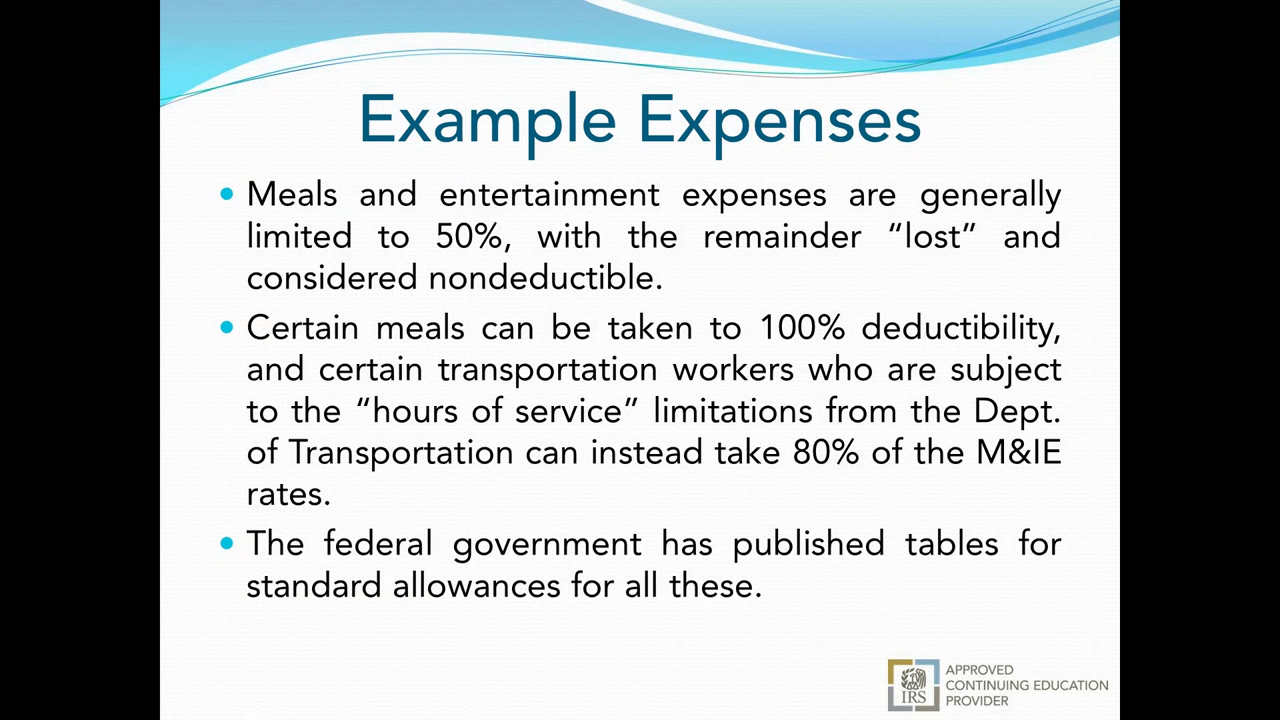 Example Expenses
Meals and entertainment expenses are generally
limited to 50%, with the remainder “lost” and
considered nondeductible.
Certain meals can be taken to 100% deductibility,
and certain transportation workers who are subject
to the “hours of service” limitations from the Dept.
of Transportation can instead take 80% of the M&IE
rates.
The federal government has published tables for
standard allowances for all these.
APPROVED
CONTINUING EDUCATION
PROVIDER
IRS